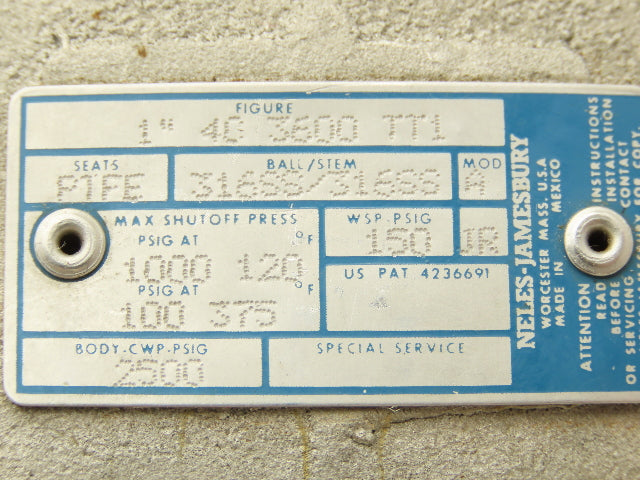 FIGURE
1" 40 3600 TT1
SEATS BALL/STEM MOD
PTFE 316SS/316SS A
MAX SHUTOFF PRESS WSP-PSIG
PSIG AT °F 150 JR
1000 120
PSIG AT °F US PAT 4236691
100 375
BODY-CWP-PSIG SPECIAL SERVICE
2500
NELES-JAMESBURY
WORCESTER MASS. U.S.A
MADE IN MEXICO
ATTENTION
READ INSTRUCTIONS
BEFORE INSTALLATION
OR SERVICING. CONTACT
COPY.